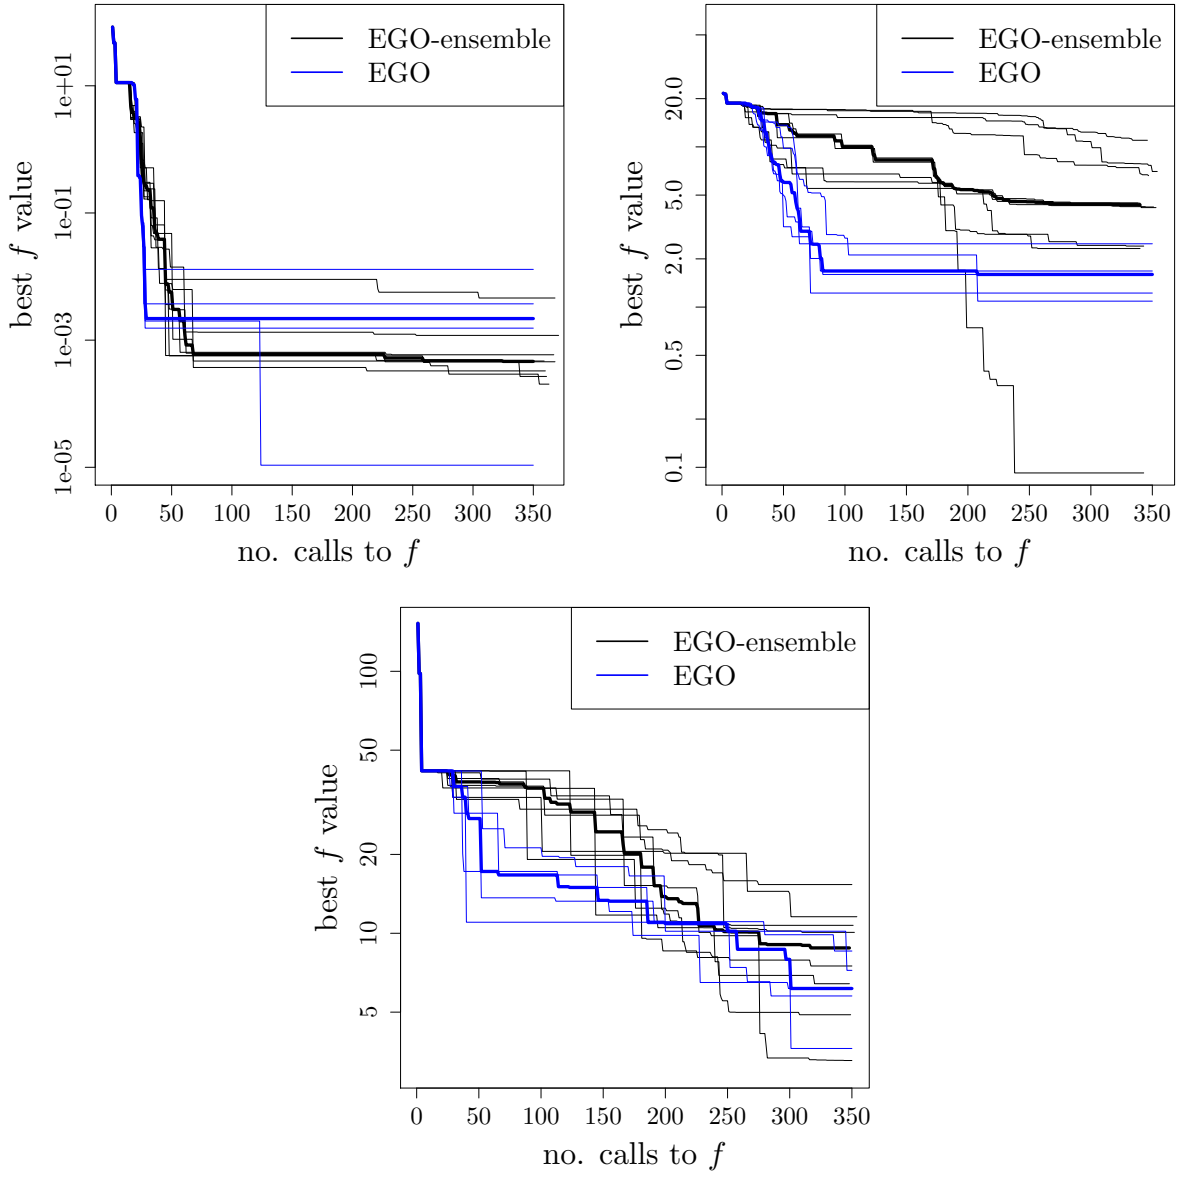 EGO-ensemble
EGO
best f value
1e+01
1e-01
1e-03
1e-05
0 50 100 150 200 250 300 350
no. calls to f
EGO-ensemble
EGO
best f value
20.0
5.0
2.0
0.5
0.1
0 50 100 150 200 250 300 350
no. calls to f
EGO-ensemble
EGO
best f value
100
50
20
10
5
0 50 100 150 200 250 300 350
no. calls to f